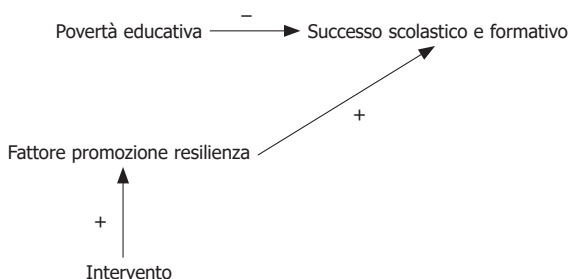 –
Povertà educativa
Successo scolastico e formativo
+
Fattore promozione resilienza
+
Intervento